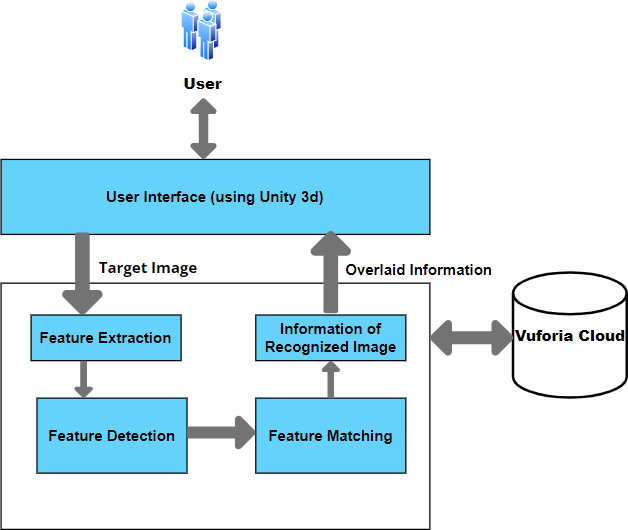 User
User Interface (using Unity 3d)
Target Image
Overlaid Information
Feature Extraction
Information of
Recognized Image
Vuforia Cloud
Feature Detection
Feature Matching